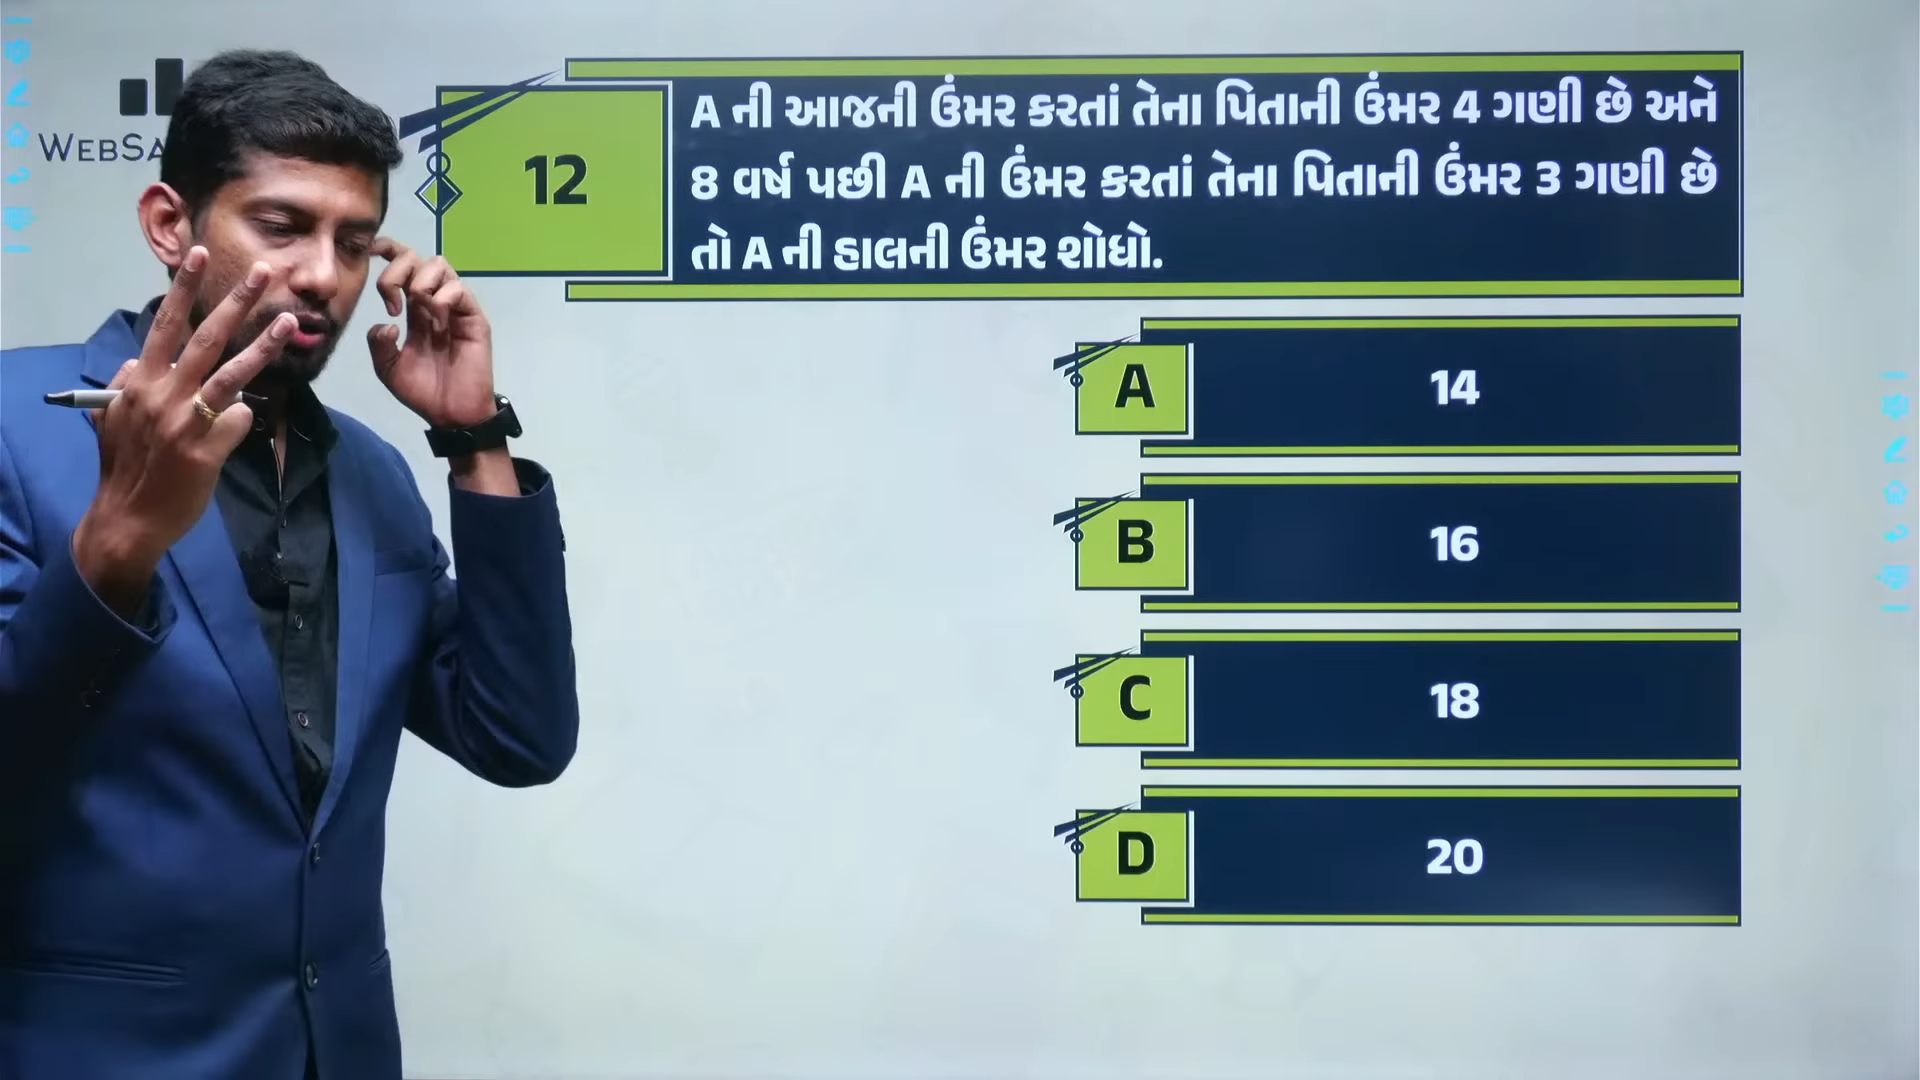 WEBSA
12
A ની આજની ઉંમર કરતાં તેના પિતાની ઉંમર 4 ગણી છે અને
8 વર્ષ પછી A ની ઉંમર કરતાં તેના પિતાની ઉંમર 3 ગણી છે
તો A ની હાલની ઉંમર શોધો.
A 14
B 16
C 18
D 20